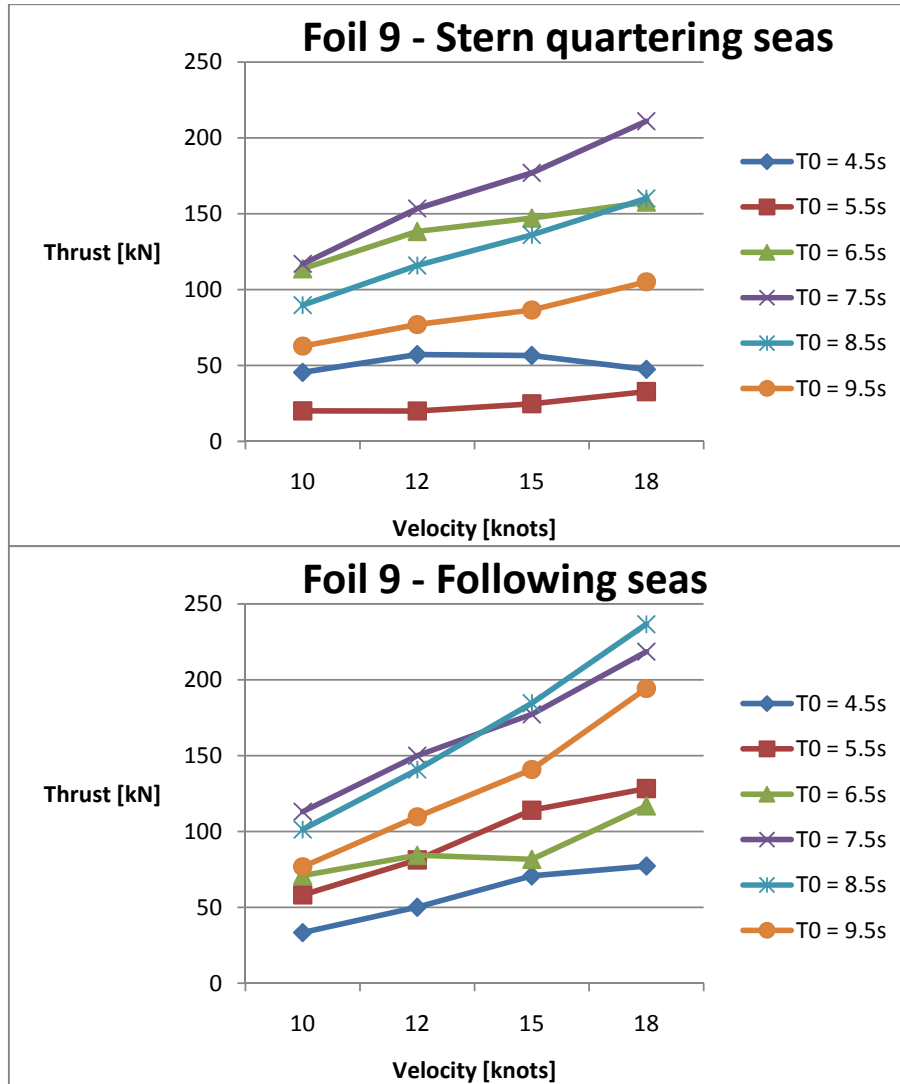 Foil 9 - Stern quartering seas
250
200
150
100
50
0
Thrust [kN]
10 12 15 18
Velocity [knots]
T0 = 4.5s
T0 = 5.5s
T0 = 6.5s
T0 = 7.5s
T0 = 8.5s
T0 = 9.5s
Foil 9 - Following seas
250
200
150
100
50
0
Thrust [kN]
10 12 15 18
Velocity [knots]
T0 = 4.5s
T0 = 5.5s
T0 = 6.5s
T0 = 7.5s
T0 = 8.5s
T0 = 9.5s